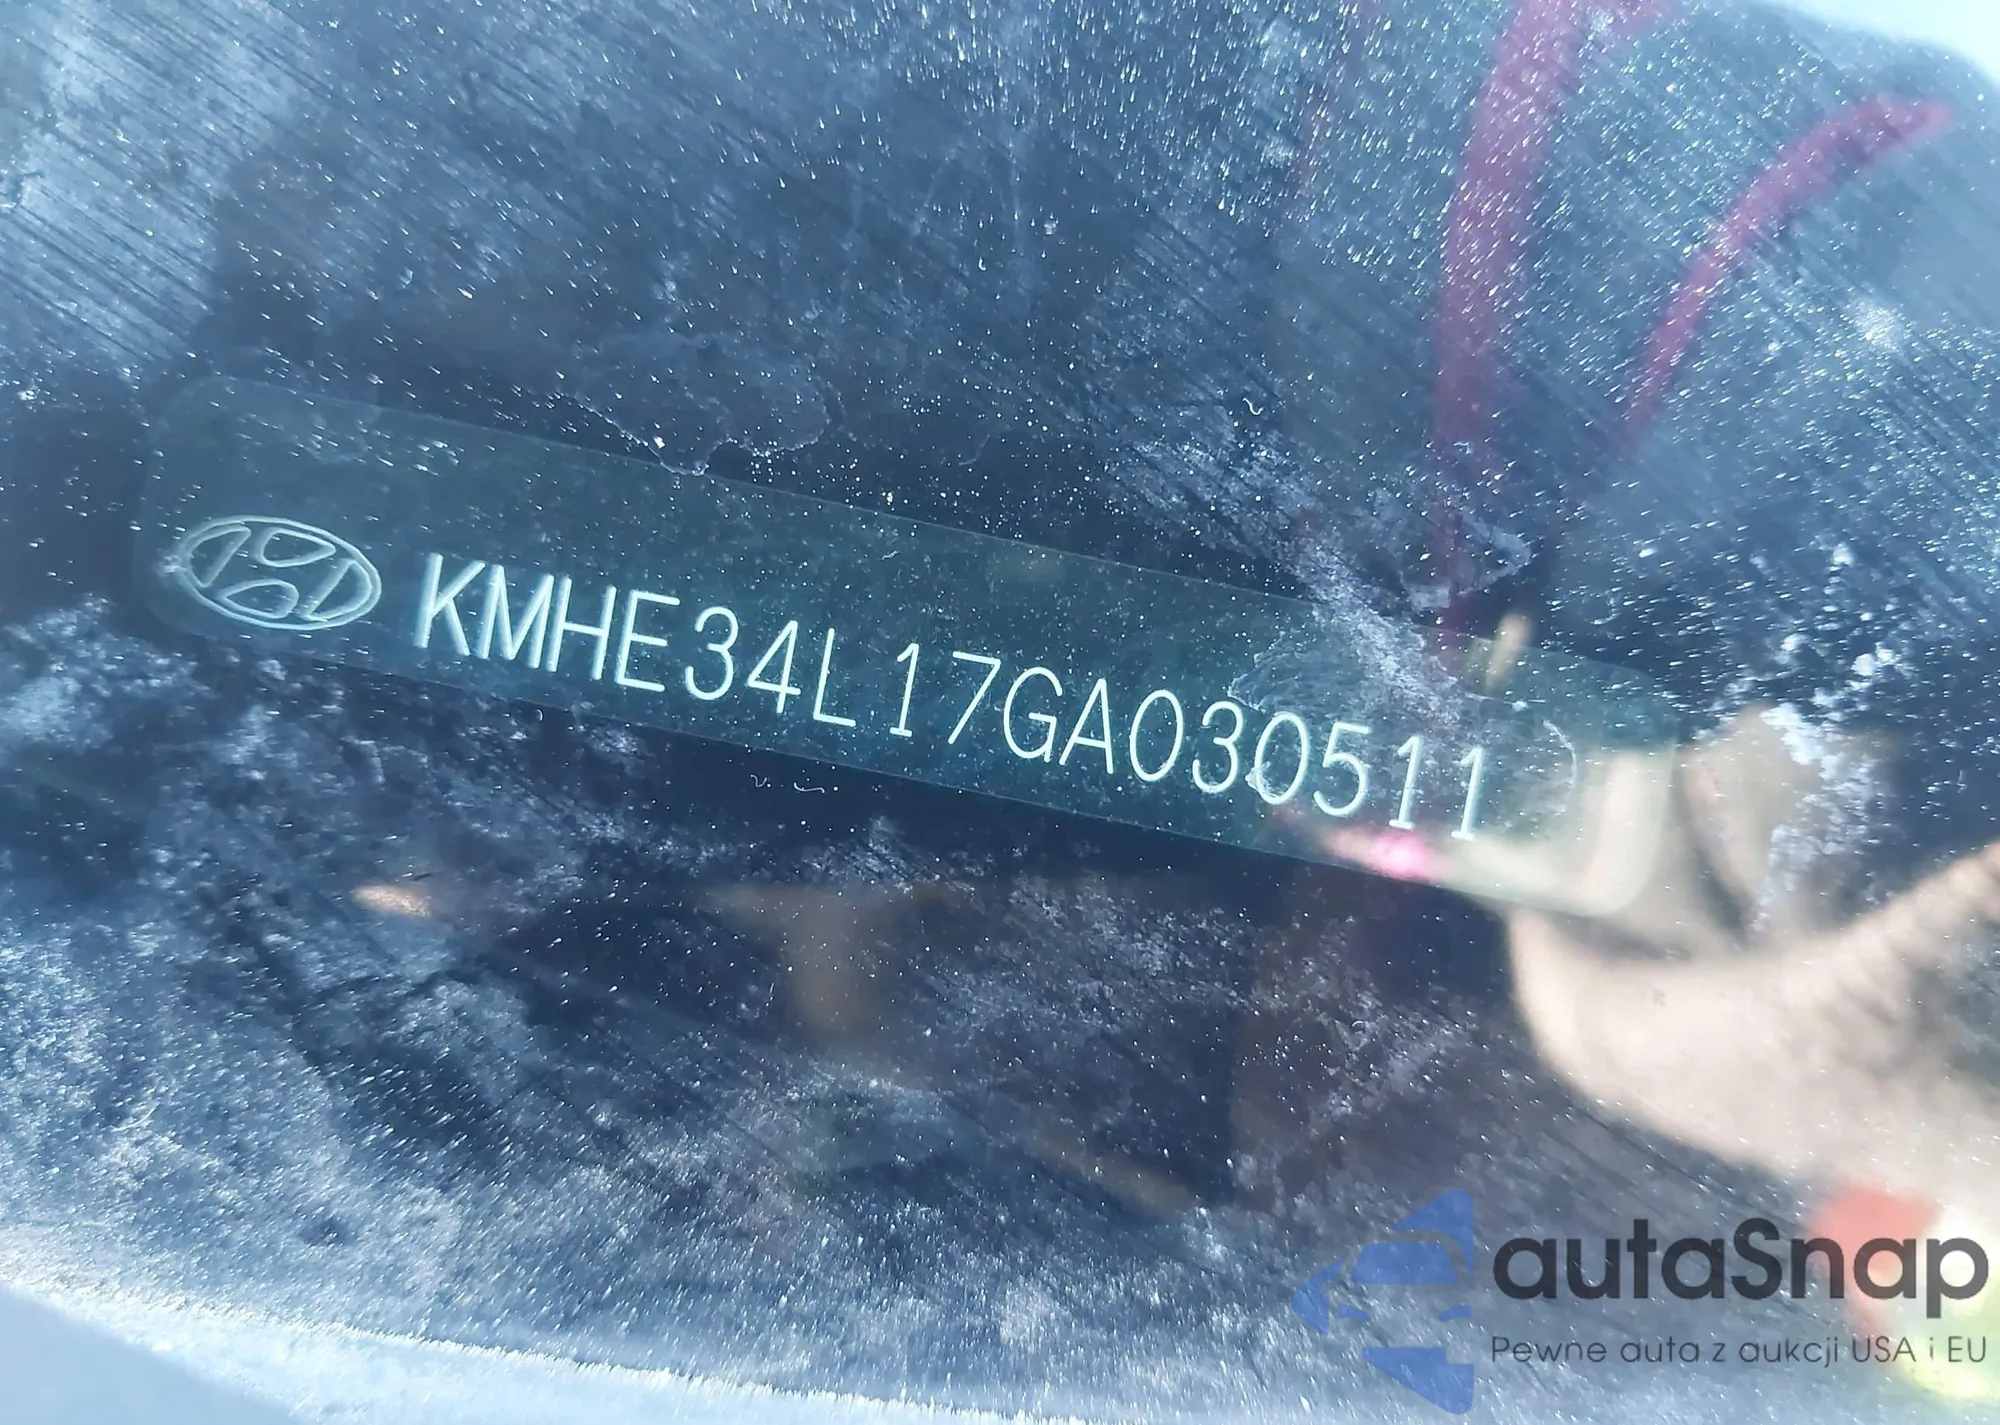 KMHE34L17GA030511
autaSnap
Pewne auta z aukcji USA i EU